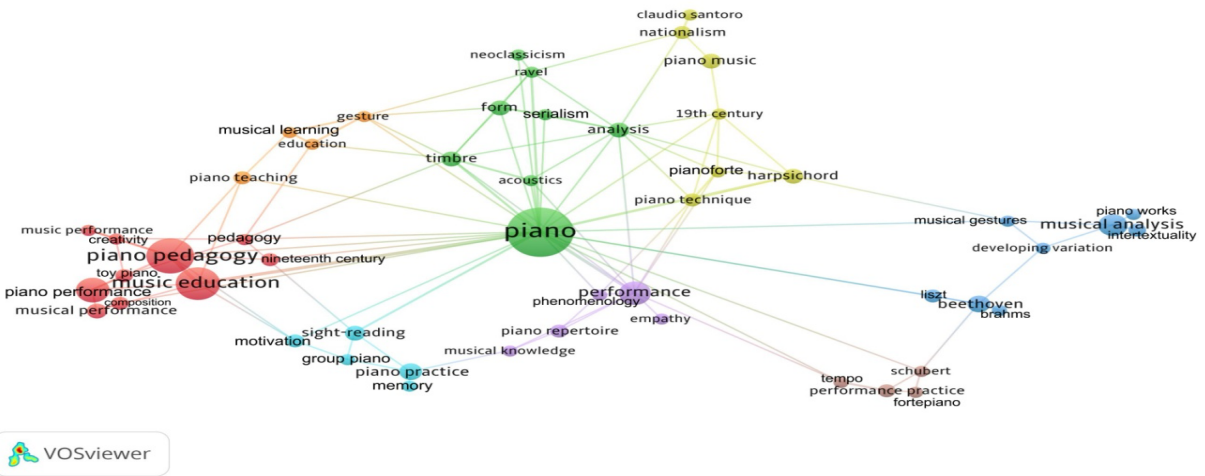 claudio santoro
nationalism
neoclassicism
piano music
ravel
form
serialism
19th century
gesture
analysis
musical learning
education
timbre
pianoforte
harpsichord
piano teaching
acoustics
piano technique
piano works
musical gestures
musical analysis
music performance
piano
intertextuality
creativity
pedagogy
developing variation
piano pedagogy
nineteenth century
toy piano
music education
piano performance
performance
liszt
phenomenology
composition
beethoven
musical performance
empathy
brahms
sight-reading
piano repertoire
motivation
musical knowledge
group piano
piano practice
schubert
tempo
memory
performance practice
fortepiano
VOSviewer